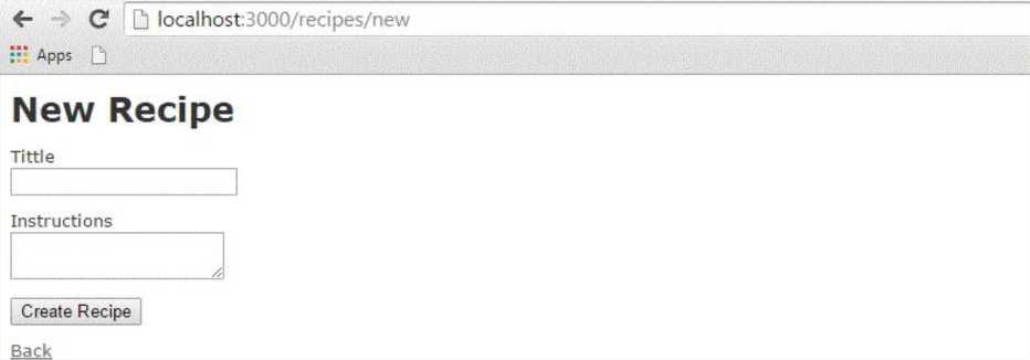 localhost:3000/recipes/new
Apps
New Recipe
Tittle
Instructions
Create Recipe
Back